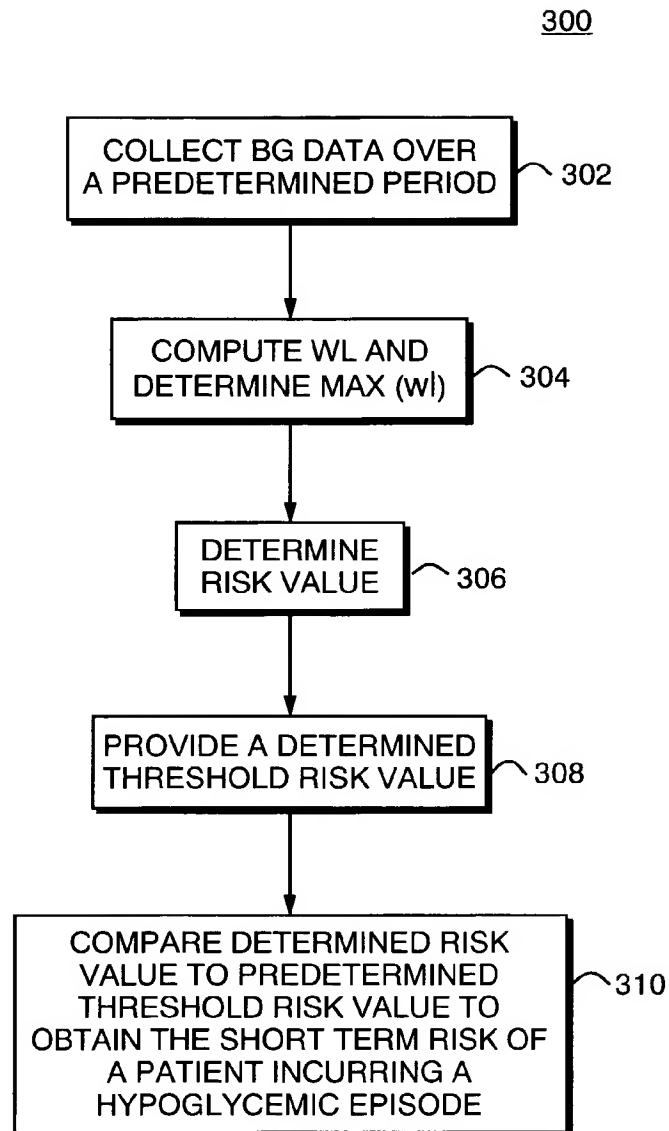 300
COLLECT BG DATA OVER
A PREDETERMINED PERIOD
302
COMPUTE WL AND
DETERMINE MAX (wl)
304
DETERMINE
RISK VALUE
306
PROVIDE A DETERMINED
THRESHOLD RISK VALUE
308
COMPARE DETERMINED RISK
VALUE TO PREDETERMINED
THRESHOLD RISK VALUE TO
OBTAIN THE SHORT TERM RISK OF
A PATIENT INCURRING A
HYPOGLYCEMIC EPISODE
310